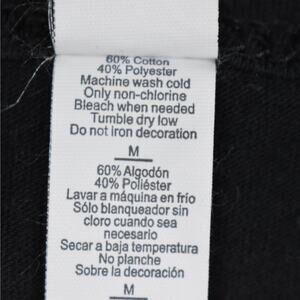 60% Cotton
40% Polyester
Machine wash cold
Only non-chlorine
Bleach when needed
Tumble dry low
Do not iron decoration
M
60% Algodón
40% Poliéster
Lavar a máquina en frío
Sólo blanqueador sin
cloro cuando sea
necesario
Secar a baja temperatura
No planche
Sobre la decoración
M